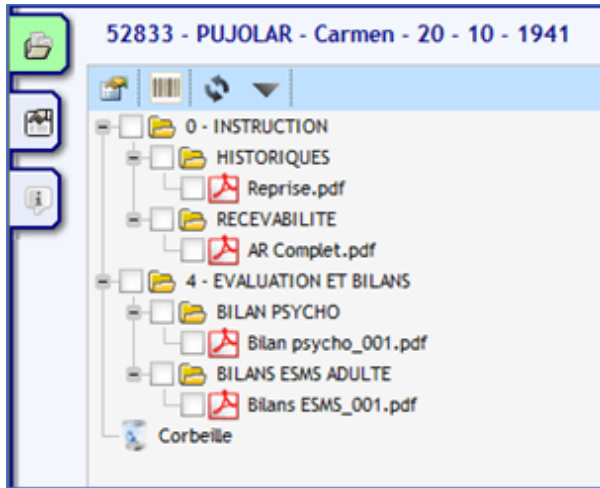 52833 - PUJOLAR - Carmen - 20 - 10 - 1941
0 - INSTRUCTION
HISTORIQUES
Reprise.pdf
RECEVABILITE
AR Complet.pdf
4 - EVALUATION ET BILANS
BILAN PSYCHO
Bilan psycho_001.pdf
BILANS ESMS ADULTE
Bilans ESMS_001.pdf
Corbeille